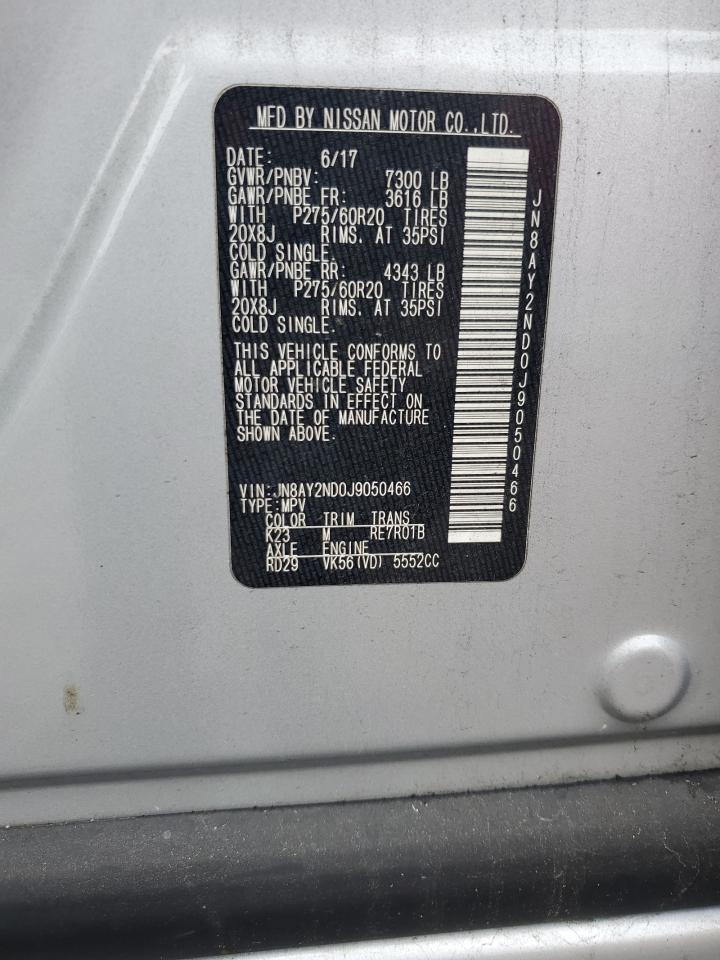 MFD BY NISSAN MOTOR CO.,LTD.
DATE: 6/17
GVWR/PNBV: 7300 LB
GAWR/PNBE FR: 3616 LB
WITH P275/60R20 TIRES
20X8J RIMS. AT 35PSI
COLD SINGLE.
GAWR/PNBE RR: 4343 LB
WITH P275/60R20 TIRES
20X8J RIMS. AT 35PSI
COLD SINGLE.
THIS VEHICLE CONFORMS TO
ALL APPLICABLE FEDERAL
MOTOR VEHICLE SAFETY
STANDARDS IN EFFECT ON
THE DATE OF MANUFACTURE
SHOWN ABOVE.
VIN:JN8AY2ND0J9050466
TYPE:MPV
COLOR TRIM TRANS
K23 M RE7R01B
AXLE ENGINE
RD29 VK56(VD) 5552CC
JN8AY2ND0J9050466